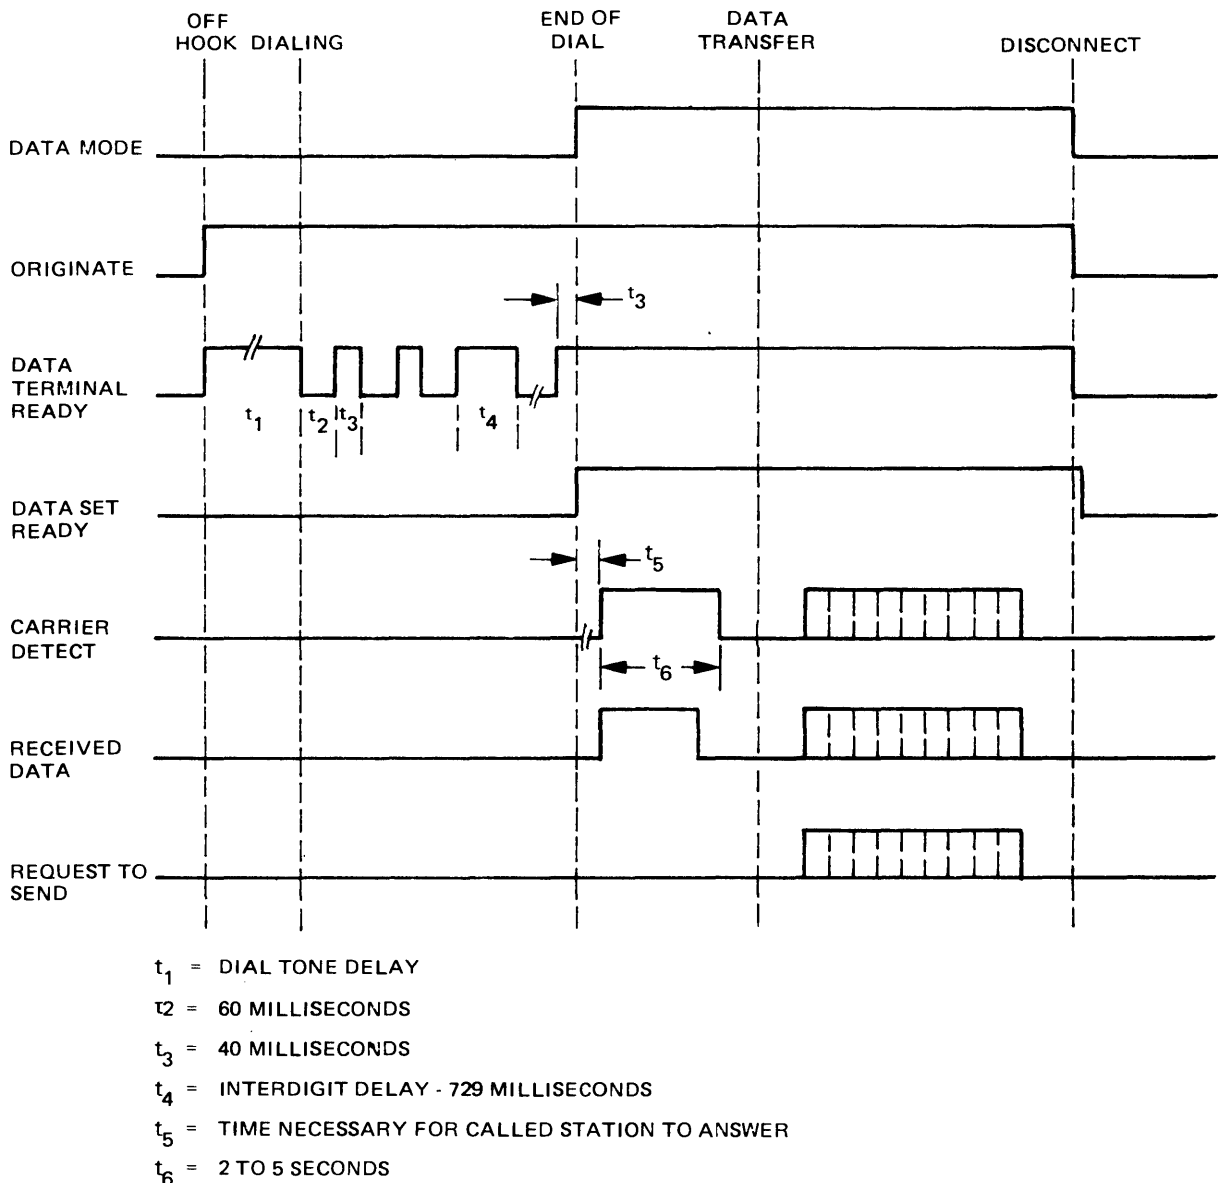 OFF
HOOK DIALING
END OF
DIAL
DATA
TRANSFER
DISCONNECT
DATA MODE
ORIGINATE
t3
DATA
TERMINAL
READY
t1
t2
t3
t4
DATA SET
READY
t5
CARRIER
DETECT
t6
RECEIVED
DATA
REQUEST TO
SEND
t1 = DIAL TONE DELAY
τ2 = 60 MILLISECONDS
t3 = 40 MILLISECONDS
t4 = INTERDIGIT DELAY - 729 MILLISECONDS
t5 = TIME NECESSARY FOR CALLED STATION TO ANSWER
t6 = 2 TO 5 SECONDS